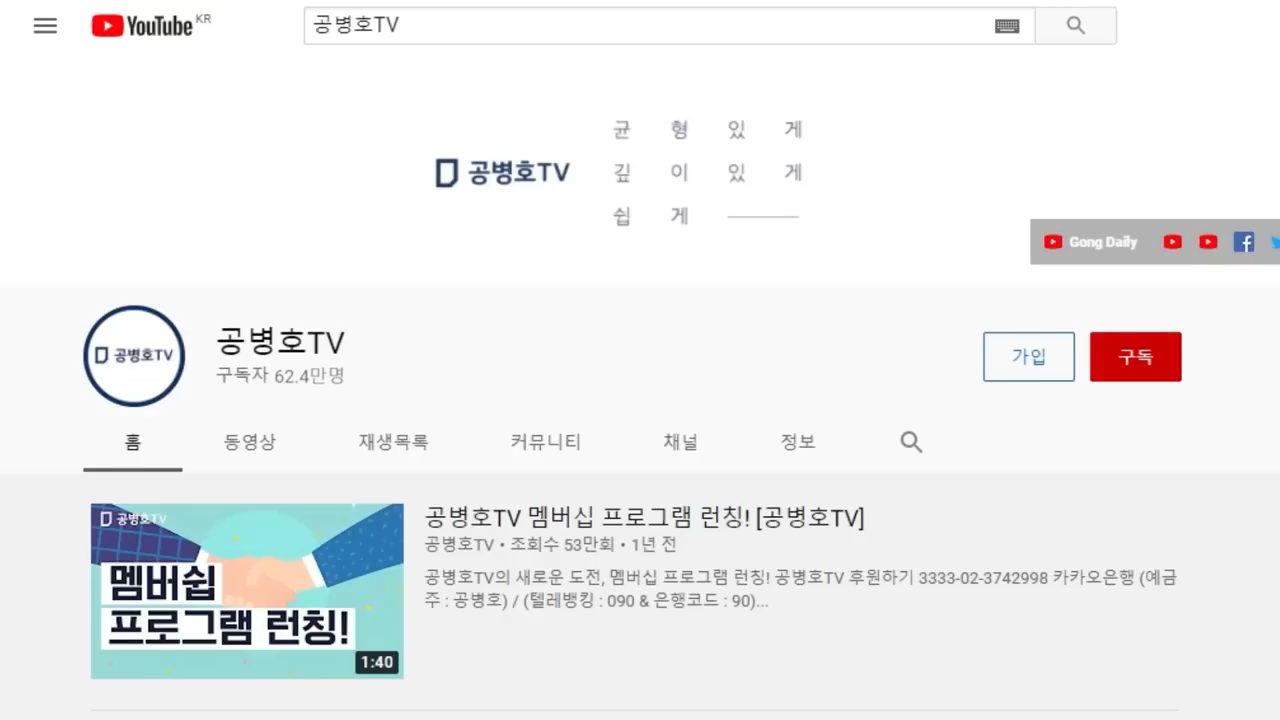 YouTube KR
공병호TV
균 형 있 게
공병호TV
깊 이 있 게
쉽 게
Gong Daily
공병호TV
공병호TV
구독자 62.4만명
가입
구독
홈
동영상
재생목록
커뮤니티
채널
정보
공병호TV
멤버쉽
프로그램 런칭!
1:40
공병호TV 멤버십 프로그램 런칭! [공병호TV]
공병호TV • 조회수 53만회 • 1년 전
공병호TV의 새로운 도전, 멤버십 프로그램 런칭! 공병호TV 후원하기 3333-02-3742998 카카오은행 (예금
주 : 공병호) / (텔레뱅킹 : 090 & 은행코드 : 90)...